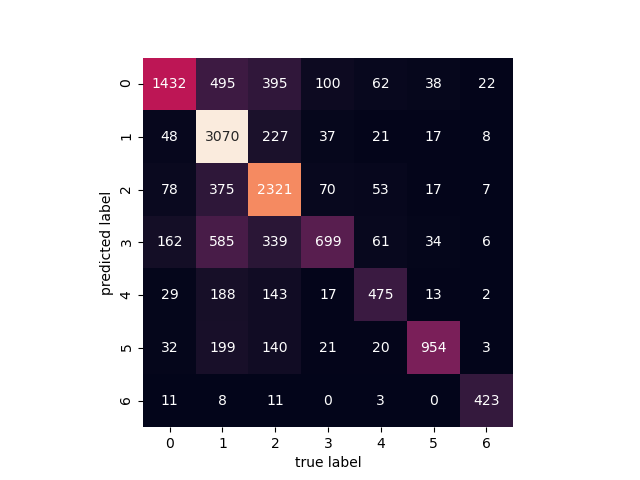 0 1432 495 395 100 62 38 22
1 48 3070 227 37 21 17 8
2 78 375 2321 70 53 17 7
3 162 585 339 699 61 34 6
4 29 188 143 17 475 13 2
5 32 199 140 21 20 954 3
6 11 8 11 0 3 0 423
0 1 2 3 4 5 6
true label
predicted label